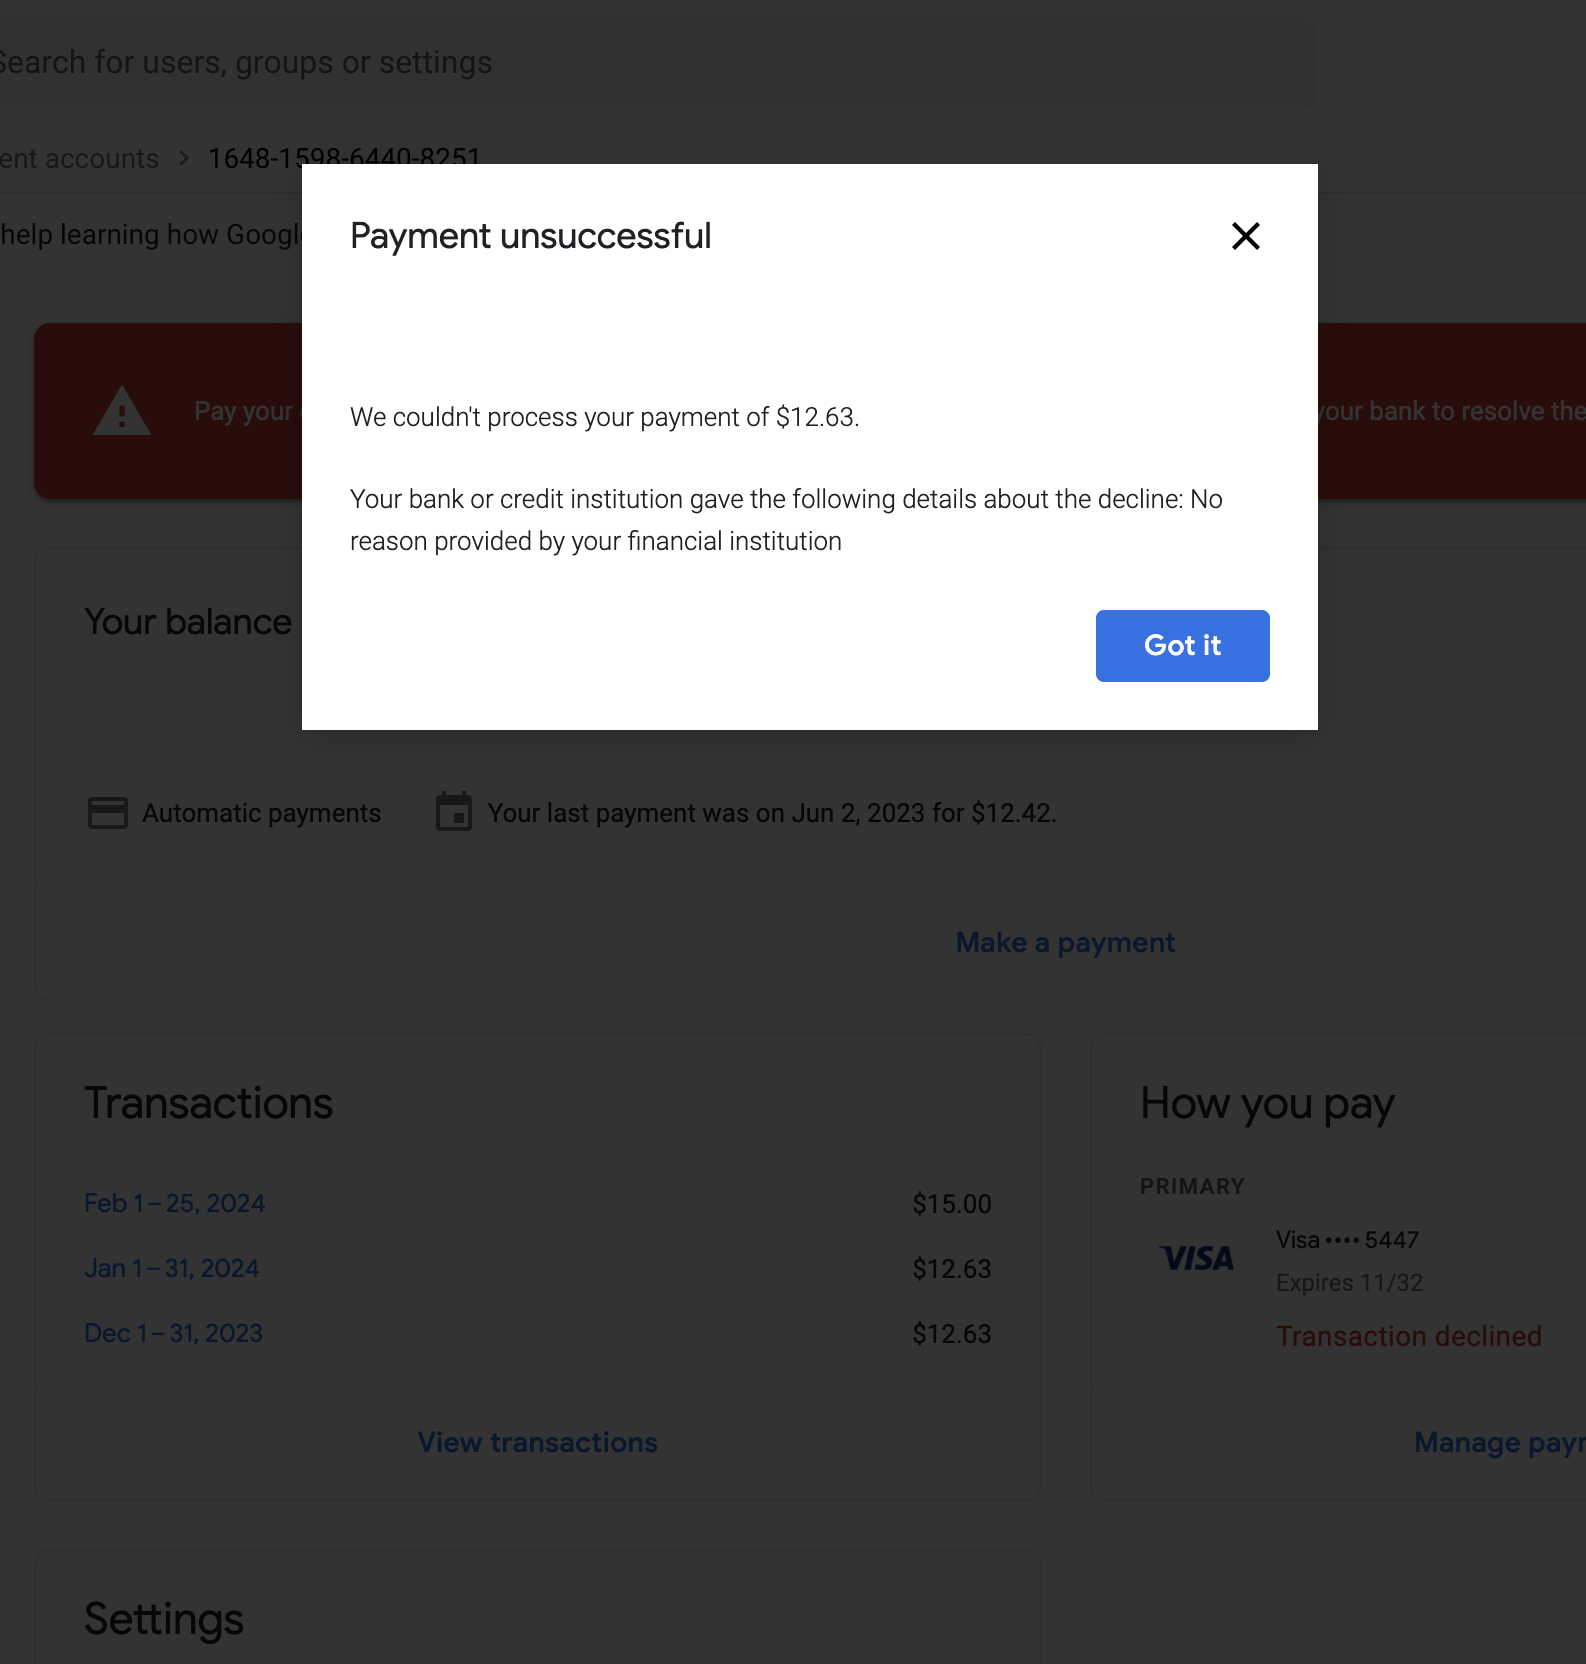 Search for users, groups or settings
ent accounts > 1648-1598-6440-8251
help learning how Googl
Payment unsuccessful
Pay your
your bank to resolve the
We couldn't process your payment of $12.63.
Your bank or credit institution gave the following details about the decline: No
reason provided by your financial institution
Got it
Your balance
Automatic payments
Your last payment was on Jun 2, 2023 for $12.42.
Make a payment
Transactions
Feb 1 – 25, 2024 $15.00
Jan 1 – 31, 2024 $12.63
Dec 1 – 31, 2023 $12.63
View transactions
How you pay
PRIMARY
VISA
Visa •••• 5447
Expires 11/32
Transaction declined
Manage payr
Settings